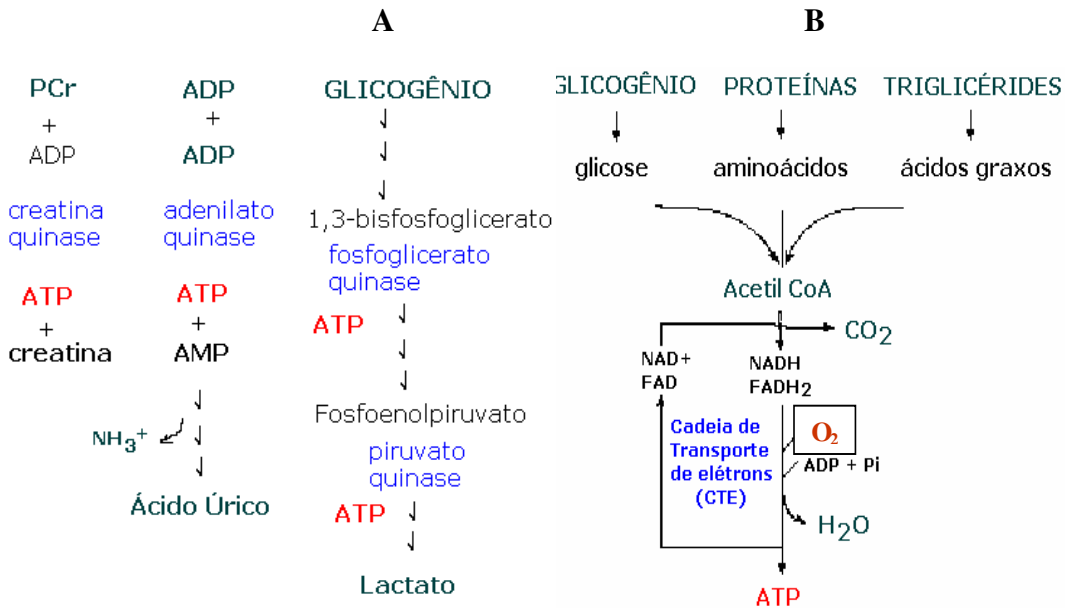 A
PCr
+
ADP
creatina
quinase
ATP
+
creatina
ADP
+
ADP
adenilato
quinase
ATP
+
AMP
NH3+
Ácido Úrico
GLICOGÊNIO
1,3-bisfosfoglicerato
fosfoglicerato
quinase
ATP
Fosfoenolpiruvato
piruvato
quinase
ATP
Lactato
B
GLICOGÊNIO
PROTEÍNAS
TRIGLICÉRIDES
glicose
aminoácidos
ácidos graxos
Acetil CoA
CO2
NAD+
FAD
NADH
FADH2
Cadeia de
Transporte
de elétrons
(CTE)
O2
ADP + Pi
H2O
ATP